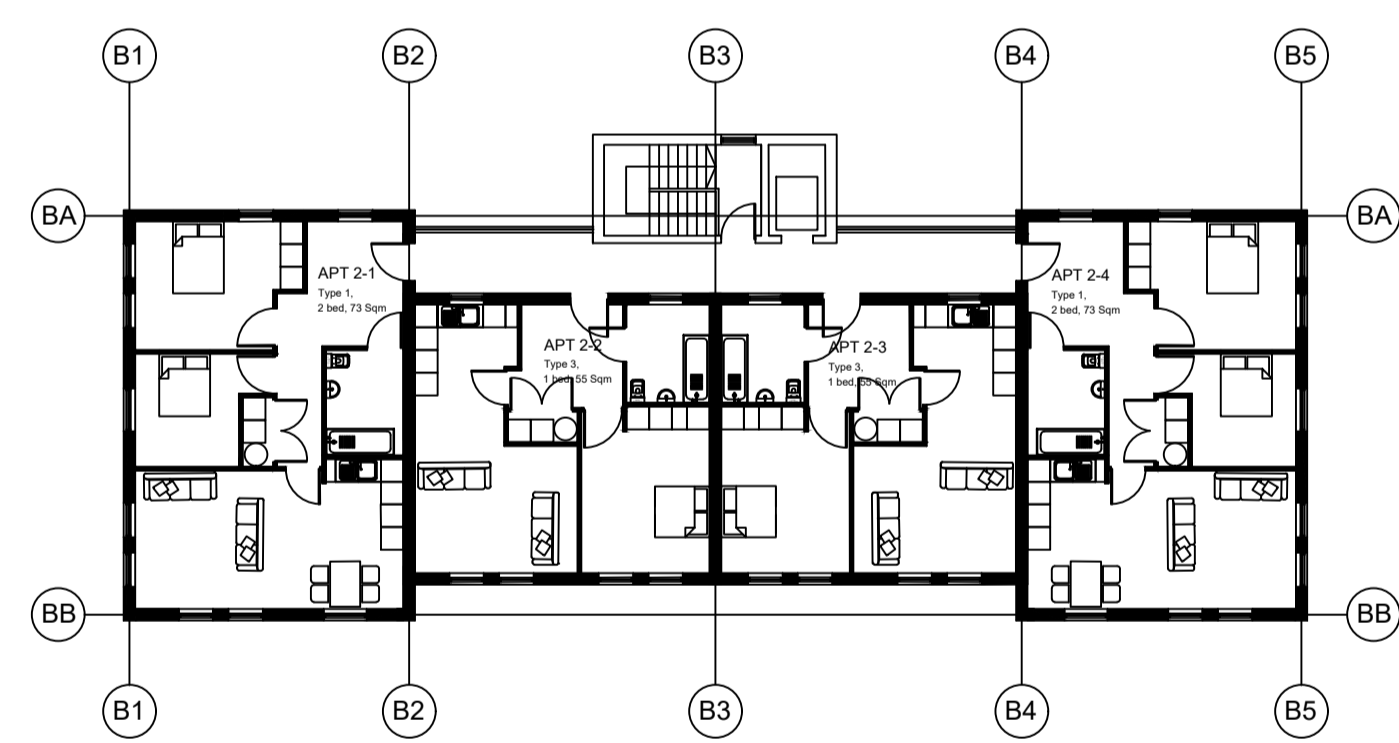 B1
B2
B3
B4
B5
BA
BA
APT 2-1
Type 1,
2 bed, 73 Sqm
APT 2-4
Type 1,
2 bed, 73 Sqm
APT 2-2
Type 3,
1 bed, 55 Sqm
APT 2-3
Type 3,
1 bed, 55 Sqm
BB
BB
B1
B2
B3
B4
B5